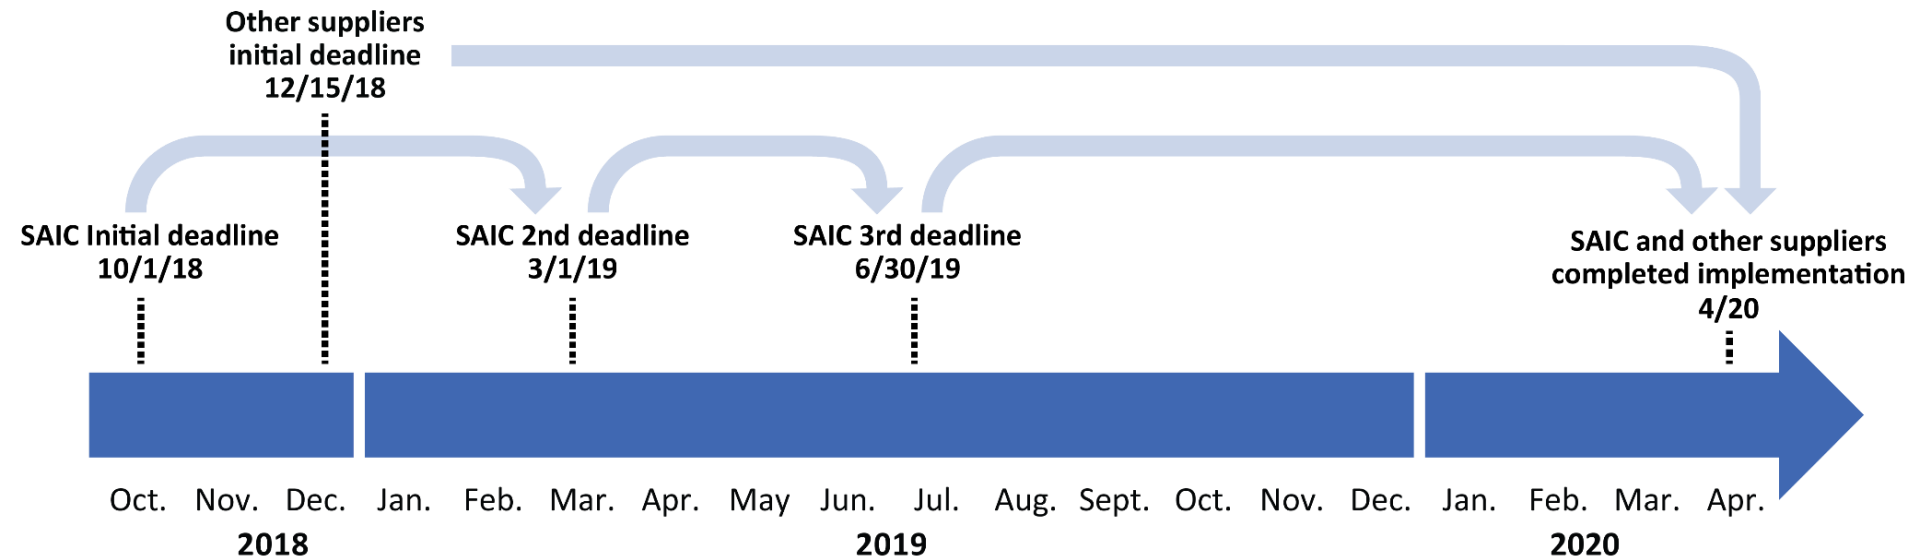 Other suppliers
initial deadline
12/15/18
SAIC Initial deadline
10/1/18
SAIC 2nd deadline
3/1/19
SAIC 3rd deadline
6/30/19
SAIC and other suppliers
completed implementation
4/20
Oct. Nov. Dec. Jan. Feb. Mar. Apr. May Jun. Jul. Aug. Sept. Oct. Nov. Dec. Jan. Feb. Mar. Apr.
2018 2019 2020